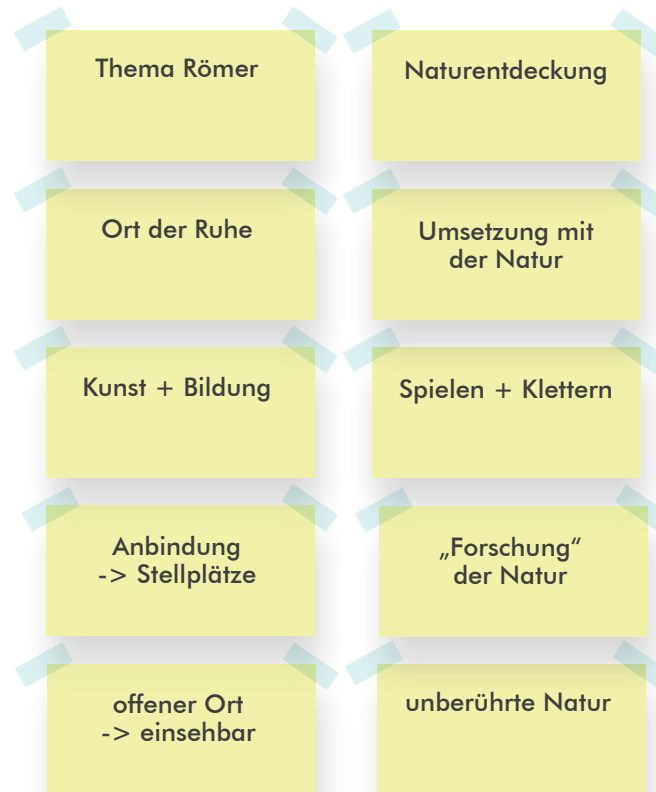 Thema Römer
Naturentdeckung
Ort der Ruhe
Umsetzung mit
der Natur
Kunst + Bildung
Spielen + Klettern
Anbindung
-> Stellplätze
„Forschung“
der Natur
offener Ort
-> einsehbar
unberührte Natur